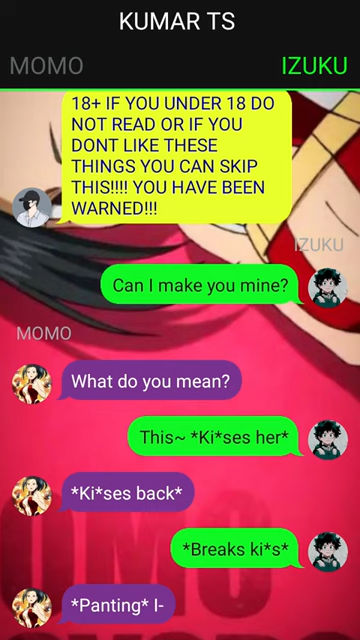 KUMAR TS
MOMO
IZUKU
18+ IF YOU UNDER 18 DO
NOT READ OR IF YOU
DONT LIKE THESE
THINGS YOU CAN SKIP
THIS!!!! YOU HAVE BEEN
WARNED!!!
IZUKU
Can I make you mine?
MOMO
What do you mean?
This~ *Ki*ses her*
*Ki*ses back*
*Breaks ki*s*
*Panting* I-